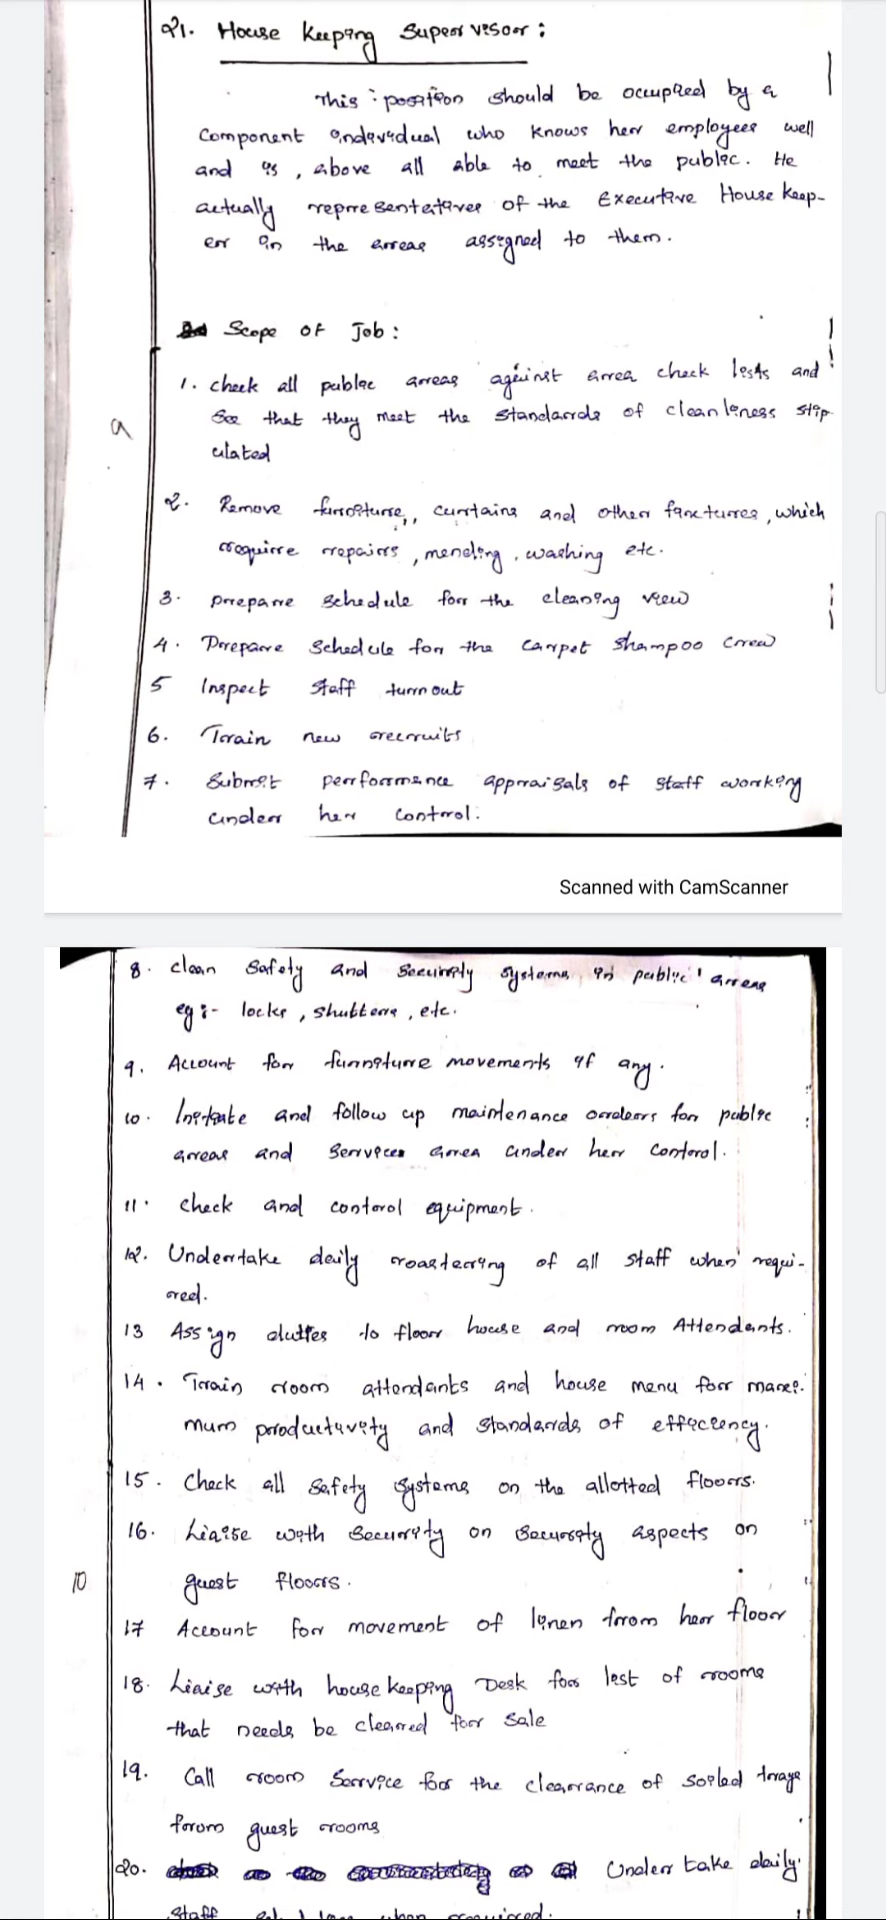 21. House Keeping Supervisor :
This position should be occupied by a
Component individual who knows her employees well
and is, above all able to meet the public. He
actually representatives of the Executive House Keep-
er in the areas assigned to them.
Scope of Job :
1. check all public areas against area check lists and
See that they meet the standards of cleanliness stip
ulated
a
2. Remove furniture, curtains and other functures, which
require repairs, mending, washing etc.
3. prepare schedule for the cleaning view
4. Prepare schedule for the carpet shampoo crew
5 Inspect staff turn out
6. Train new recruits
7. Submit performance appraisals of staff working
under her control.
Scanned with CamScanner
8. clean Safety and Security systems in public areas
eg :- locks, shutters, etc.
9. Account for furniture movements if any.
10. Initiate and follow up maintenance orders for public
areas and services area under her control.
11. check and control equipment.
12. Undertake daily roastering of all staff when requi-
red.
13 Assign duties to floor house and room Attendants.
14. Train room attendants and house menu for maxi-
mum productivity and standards of efficiency.
15. Check all safety systems on the allotted floors.
16. Liaise with Security on Security aspects on
10 guest floors.
17 Account for movement of linen from her floor
18. Liaise with house keeping Desk for list of rooms
that needs be cleared for sale
19. Call room Service for the clearance of soiled trays
from guest rooms
20. Under take daily
staff when required.